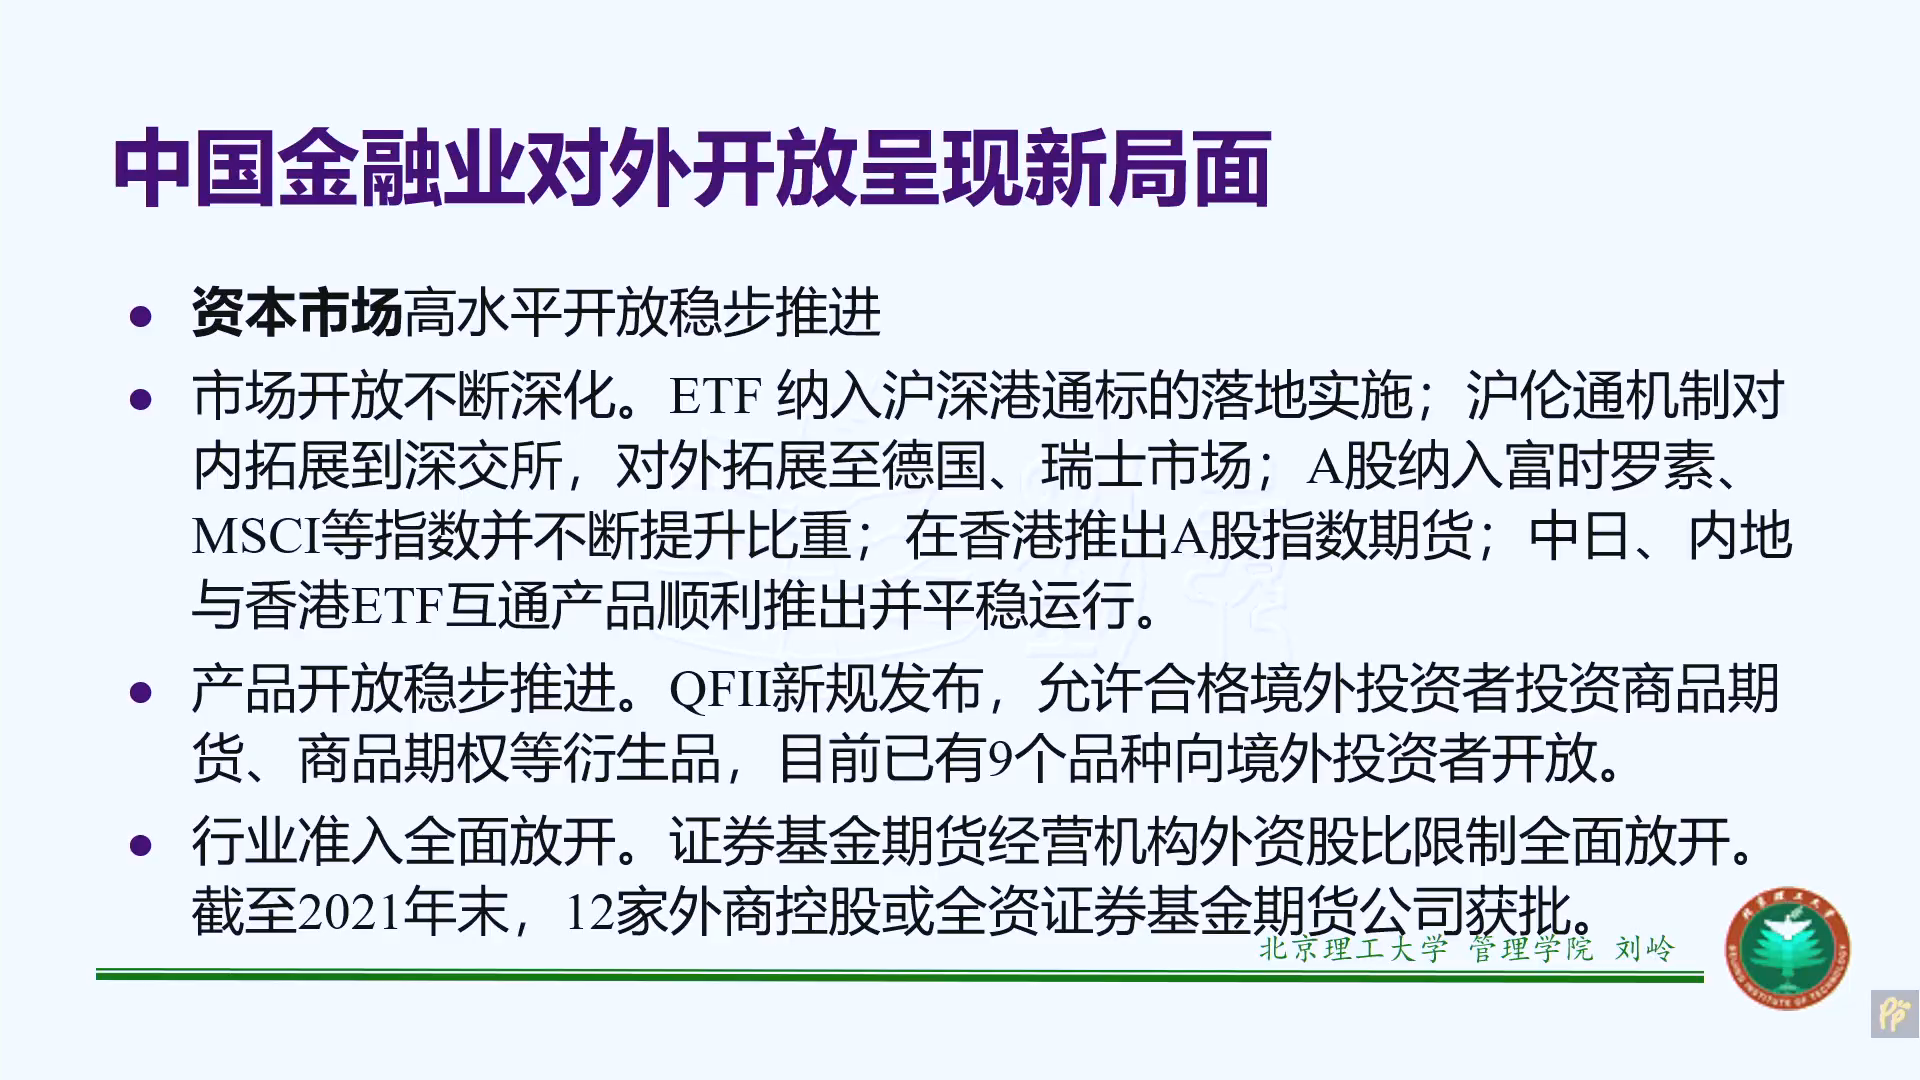 中国金融业对外开放呈现新局面
资本市场高水平开放稳步推进
市场开放不断深化。ETF 纳入沪深港通标的落地实施；沪伦通机制对
内拓展到深交所，对外拓展至德国、瑞士市场；A股纳入富时罗素、
MSCI等指数并不断提升比重；在香港推出A股指数期货；中日、内地
与香港ETF互通产品顺利推出并平稳运行。
产品开放稳步推进。QFII新规发布，允许合格境外投资者投资商品期
货、商品期权等衍生品，目前已有9个品种向境外投资者开放。
行业准入全面放开。证券基金期货经营机构外资股比限制全面放开。
截至2021年末，12家外商控股或全资证券基金期货公司获批。
北京理工大学 管理学院 刘岭
北京理工大学
BEIJING INSTITUTE OF TECHNOLOGY